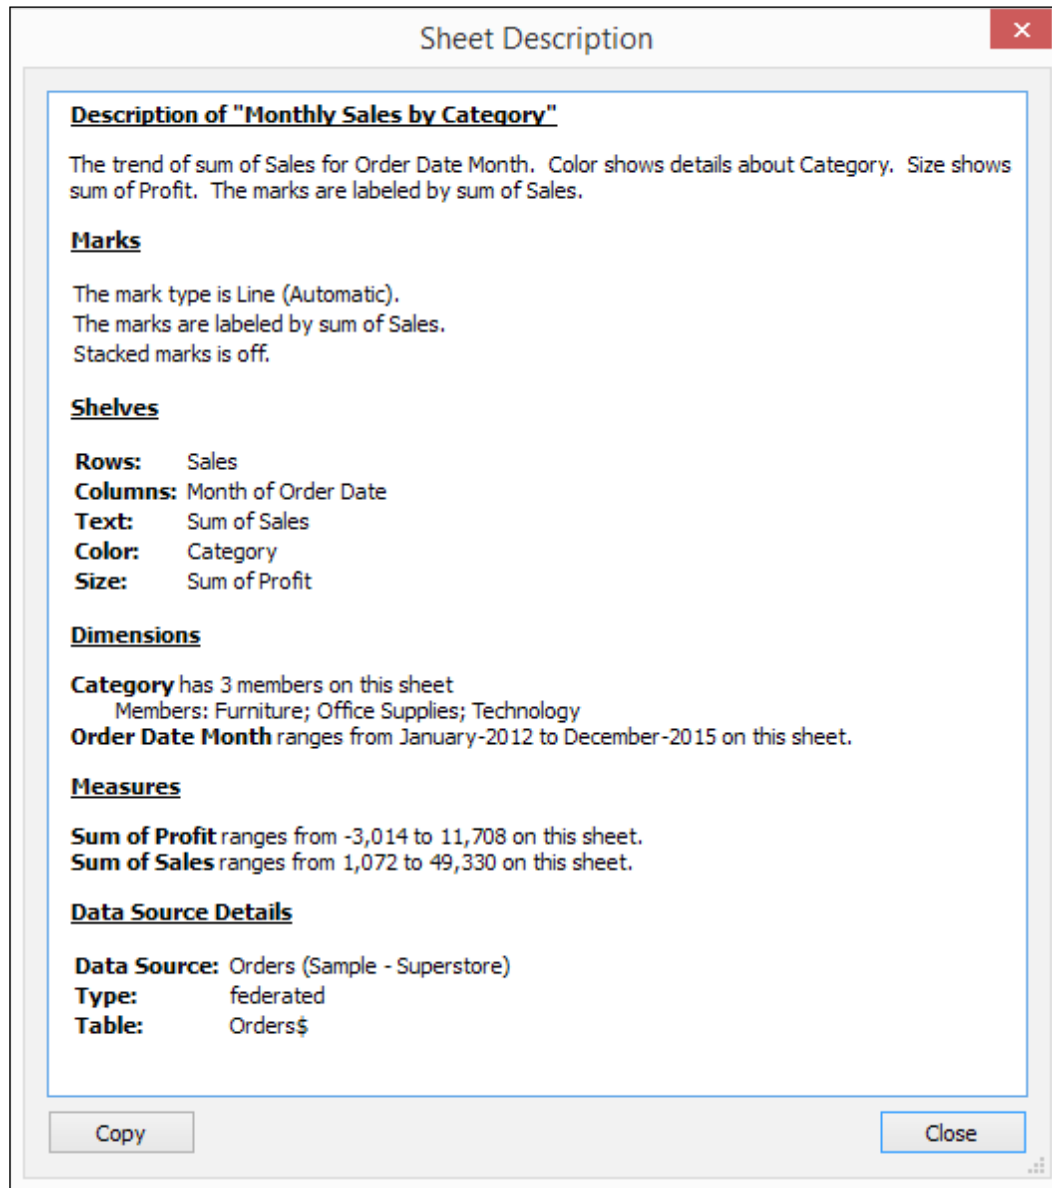 Sheet Description
Description of "Monthly Sales by Category"
The trend of sum of Sales for Order Date Month.  Color shows details about Category.  Size shows
sum of Profit.  The marks are labeled by sum of Sales.
Marks
The mark type is Line (Automatic).
The marks are labeled by sum of Sales.
Stacked marks is off.
Shelves
Rows: Sales
Columns: Month of Order Date
Text: Sum of Sales
Color: Category
Size: Sum of Profit
Dimensions
Category has 3 members on this sheet
Members: Furniture; Office Supplies; Technology
Order Date Month ranges from January-2012 to December-2015 on this sheet.
Measures
Sum of Profit ranges from -3,014 to 11,708 on this sheet.
Sum of Sales ranges from 1,072 to 49,330 on this sheet.
Data Source Details
Data Source: Orders (Sample - Superstore)
Type: federated
Table: Orders$
Copy Close